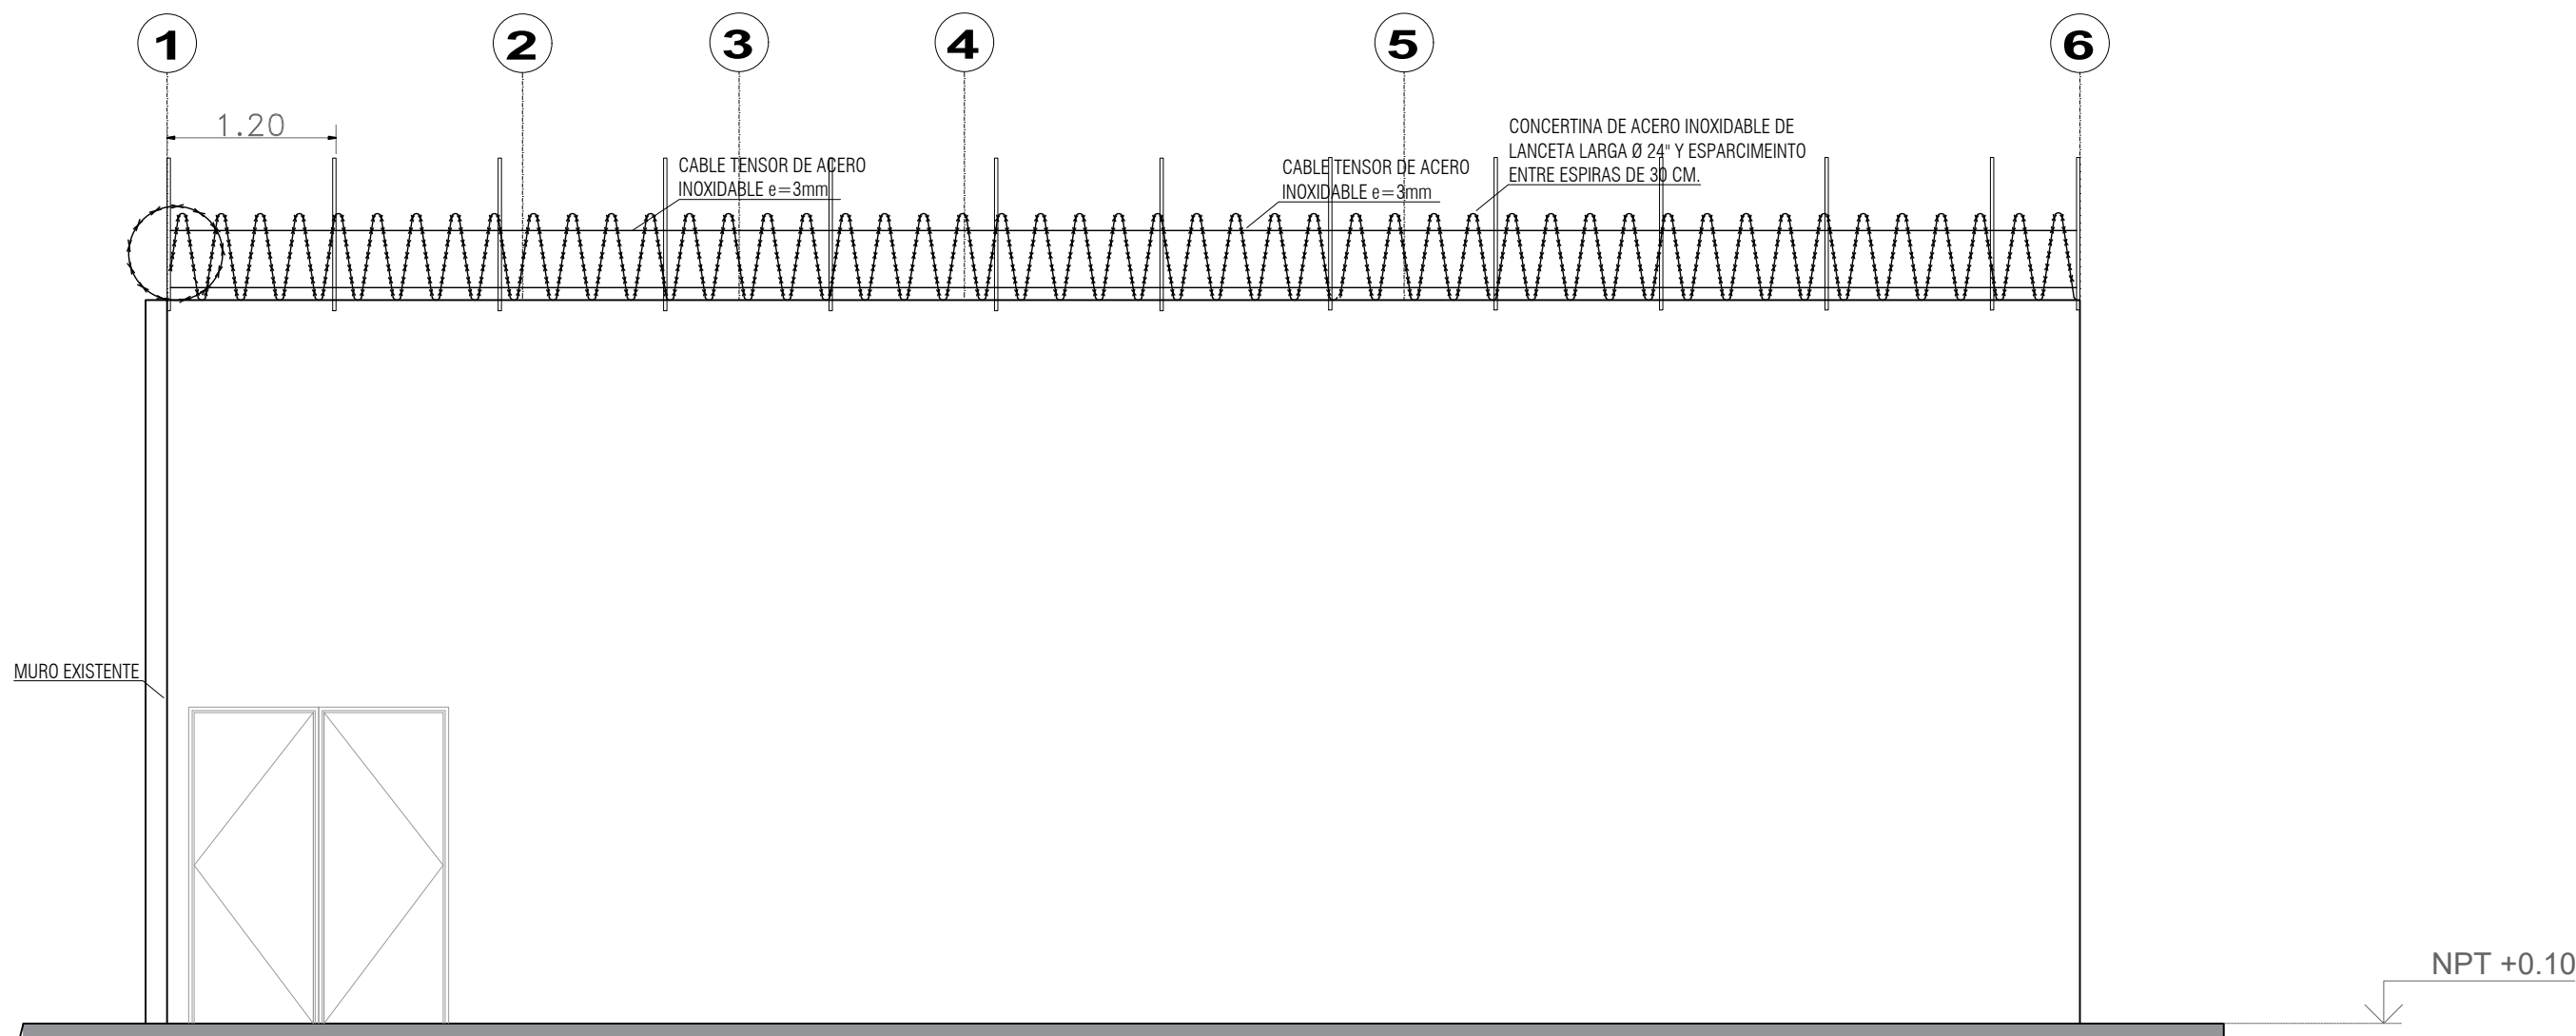 1 2 3 4 5 6
1.20
CABLE TENSOR DE ACERO
INOXIDABLE e=3mm
CABLE TENSOR DE ACERO
INOXIDABLE e=3mm
CONCERTINA DE ACERO INOXIDABLE DE
LANCETA LARGA Ø 24" Y ESPARCIMEINTO
ENTRE ESPIRAS DE 30 CM.
MURO EXISTENTE
NPT +0.10